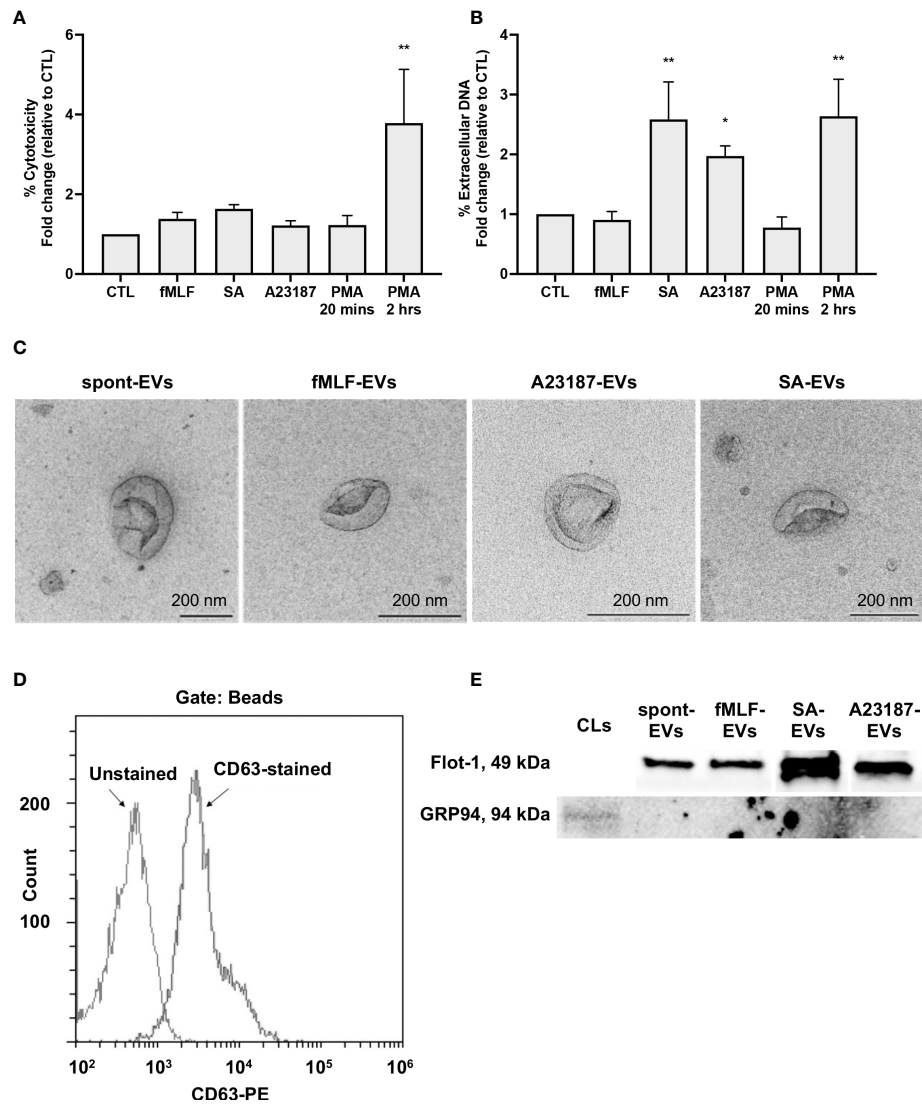 A
% Cytotoxicity
Fold change (relative to CTL)
6
4
2
0
**
CTL fMLF SA A23187 PMA PMA
20 mins 2 hrs
B
% Extracellular DNA
Fold change (relative to CTL)
4
3
2
1
0
** * **
CTL fMLF SA A23187 PMA PMA
20 mins 2 hrs
C
spont-EVs fMLF-EVs A23187-EVs SA-EVs
200 nm 200 nm 200 nm 200 nm
D
Gate: Beads
Unstained CD63-stained
Count
200
100
10² 10³ 10⁴ 10⁵ 10⁶
CD63-PE
E
CLs spont- fMLF- SA- A23187-
EVs EVs EVs EVs
Flot-1, 49 kDa
GRP94, 94 kDa